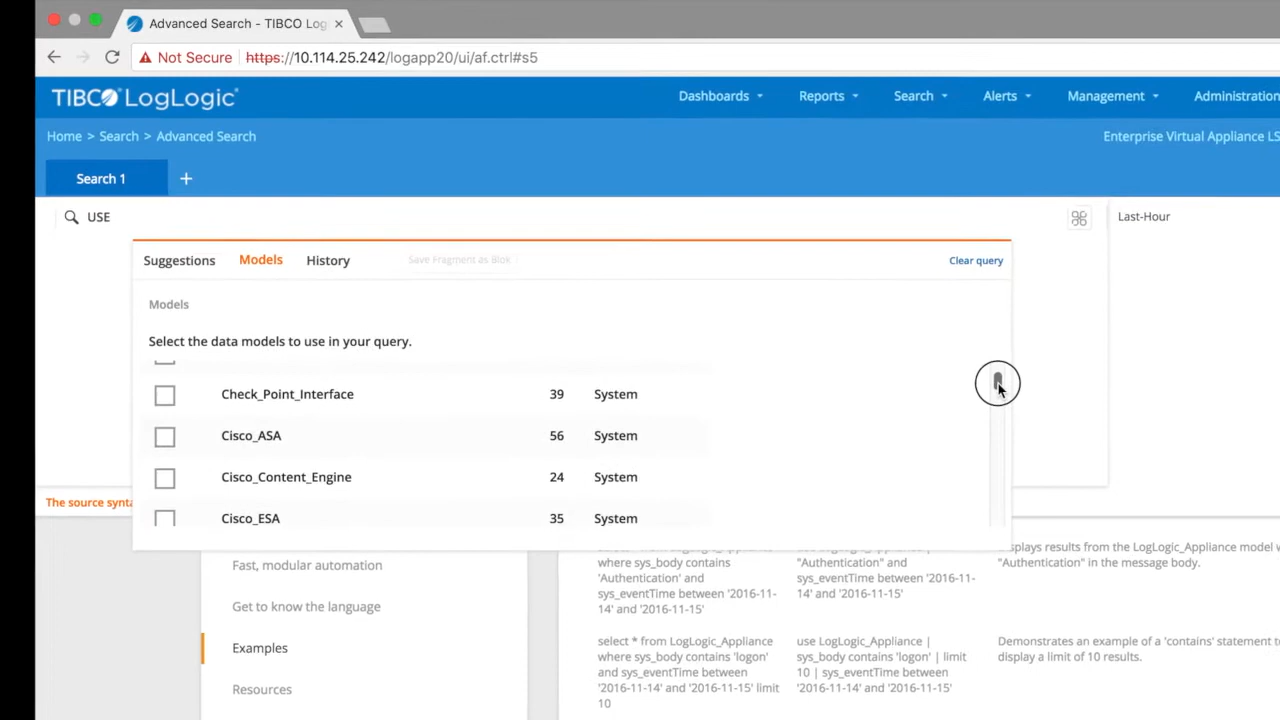 Advanced Search - TIBCO Log
Not Secure
https://10.114.25.242/logapp20/ui/af.ctrl#s5
TIBCO LogLogic®
Dashboards
Reports
Search
Alerts
Management
Administration
Home > Search > Advanced Search
Enterprise Virtual Appliance LS
Search 1 +
USE
Last-Hour
Suggestions
Models
History
Save Fragment as Blok
Clear query
Models
Select the data models to use in your query.
Check_Point_Interface 39 System
Cisco_ASA 56 System
Cisco_Content_Engine 24 System
Cisco_ESA 35 System
The source synta
Fast, modular automation
Get to know the language
Examples
Resources
where sys_body contains
'Authentication' and
sys_eventTime between '2016-11-
14' and '2016-11-15'
"Authentication" and
sys_eventTime between '2016-11-
14' and '2016-11-15'
isplays results from the LogLogic_Appliance model w
"Authentication" in the message body.
select * from LogLogic_Appliance
where sys_body contains 'logon'
and sys_eventTime between
'2016-11-14' and '2016-11-15' limit
10
use LogLogic_Appliance |
sys_body contains 'logon' | limit
10 | sys_eventTime between
'2016-11-14' and '2016-11-15'
Demonstrates an example of a 'contains' statement to
display a limit of 10 results.